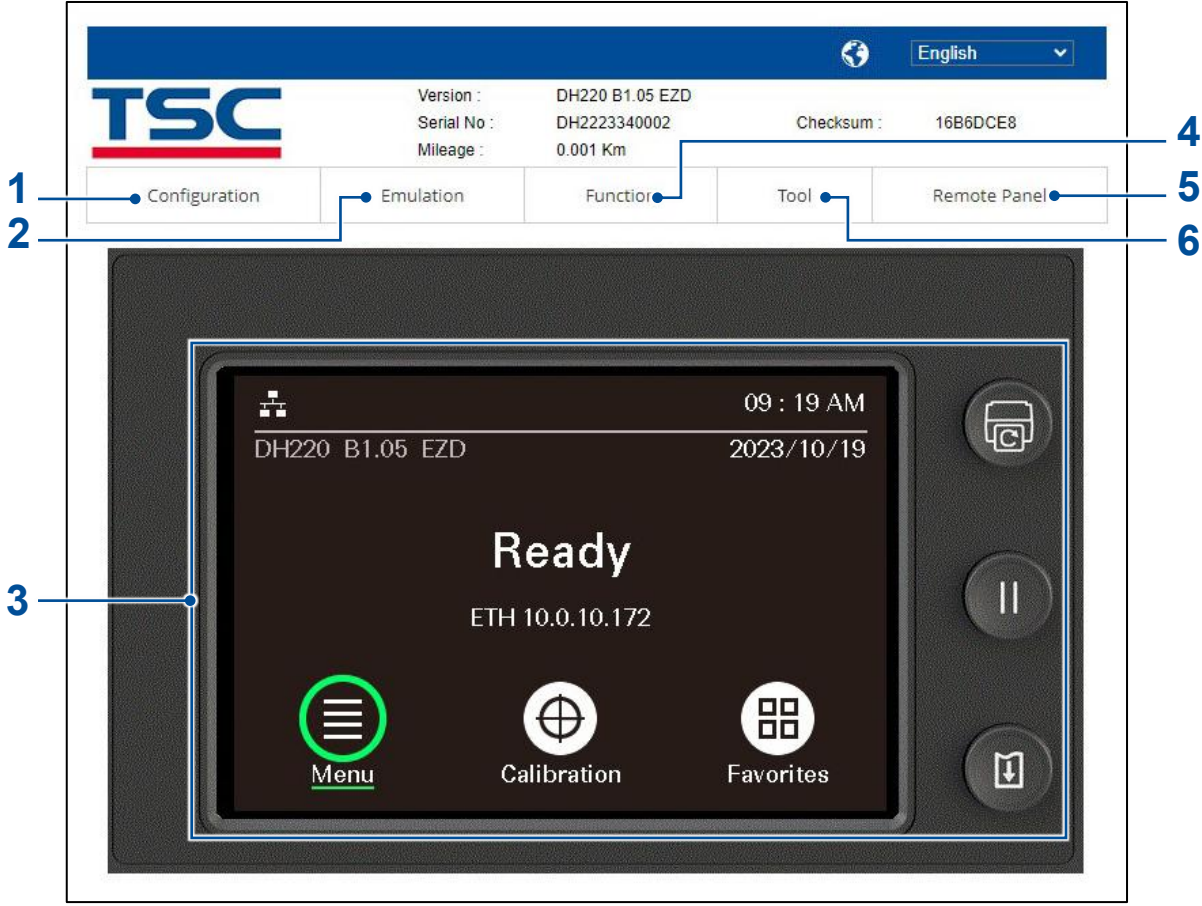 English
TSC
Version : DH220 B1.05 EZD
Serial No : DH2223340002 Checksum : 16B6DCE8
Mileage : 0.001 Km
4
1
Configuration Emulation Function Tool Remote Panel
5
2
6
09 : 19 AM
DH220 B1.05 EZD 2023/10/19
Ready
3
ETH 10.0.10.172
Menu Calibration Favorites